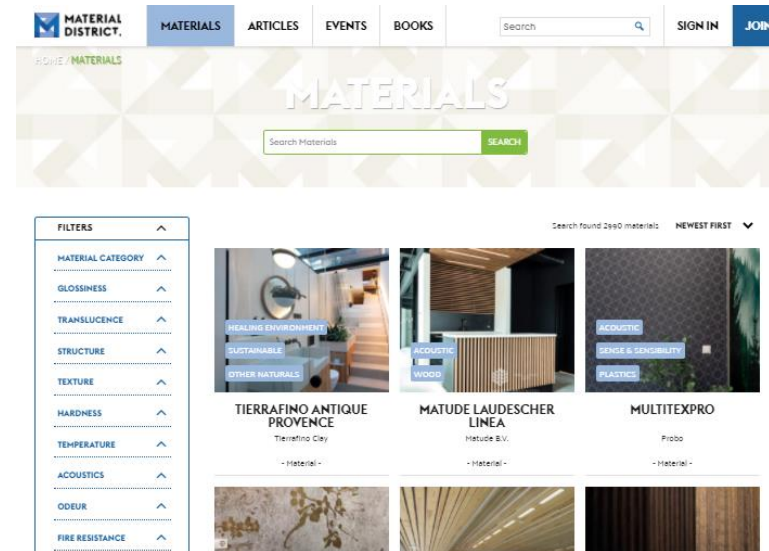 MATERIAL
DISTRICT.
MATERIALS
ARTICLES
EVENTS
BOOKS
Search
SIGN IN
JOIN
HOME / MATERIALS
MATERIALS
Search Materials
SEARCH
FILTERS
Search found 2990 materials
NEWEST FIRST
MATERIAL CATEGORY
GLOSSINESS
TRANSLUCENCE
STRUCTURE
TEXTURE
HARDNESS
TEMPERATURE
ACOUSTICS
ODEUR
FIRE RESISTANCE
HEALING ENVIRONMENT
SUSTAINABLE
OTHER NATURALS
TIERRAFINO ANTIQUE
PROVENCE
Tierrafino Clay
- Material -
ACOUSTIC
WOOD
MATUDE LAUDESCHER
LINEA
Matude B.V.
- Material -
ACOUSTIC
SENSE & SENSIBILITY
PLASTICS
MULTITEXPRO
Probo
- Material -